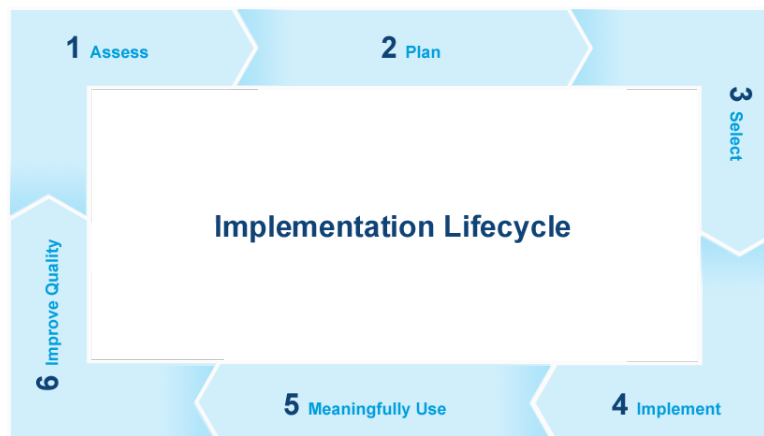 1 Assess
2 Plan
3 Select
Implementation Lifecycle
4 Implement
5 Meaningfully Use
6 Improve Quality